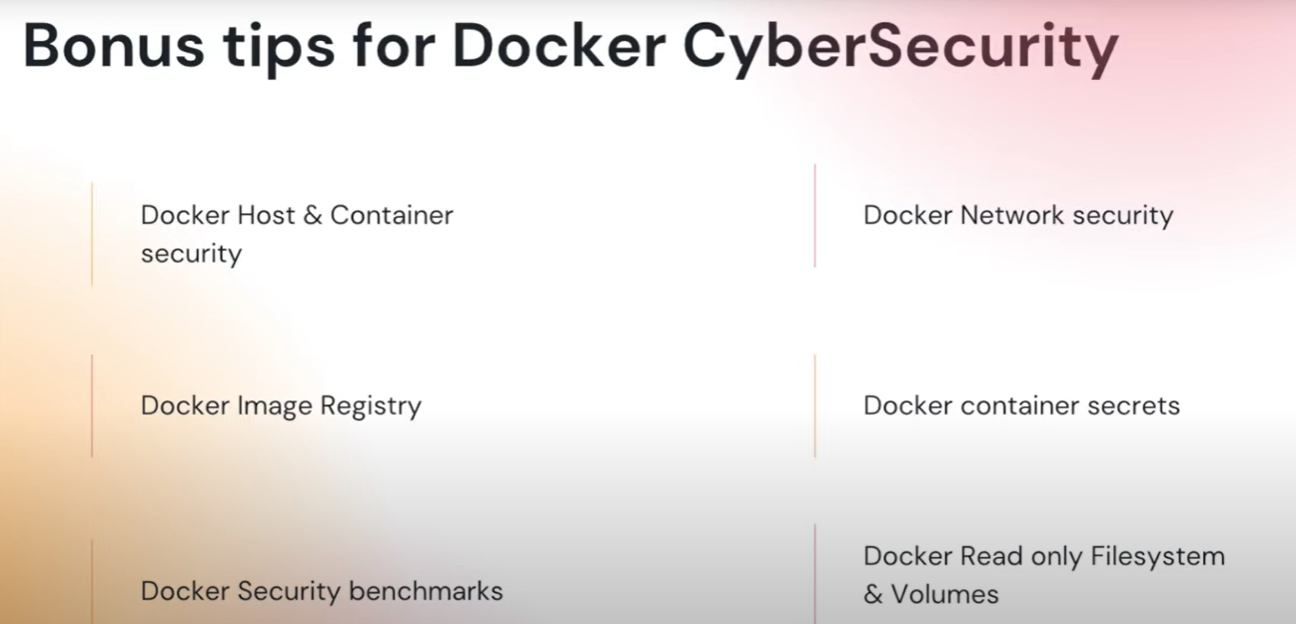 Bonus tips for Docker CyberSecurity
Docker Host & Container
security
Docker Network security
Docker Image Registry
Docker container secrets
Docker Security benchmarks
Docker Read only Filesystem
& Volumes